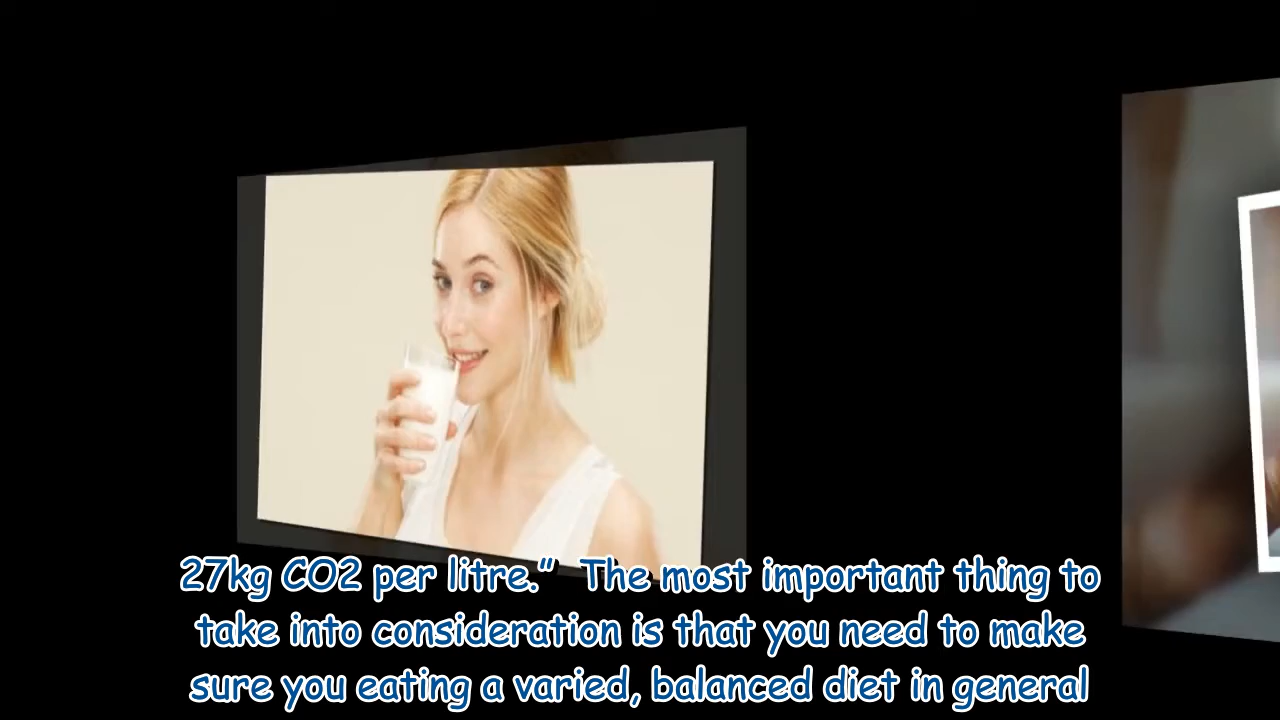 27kg CO2 per litre.”  The most important thing to
take into consideration is that you need to make
sure you eating a varied, balanced diet in general